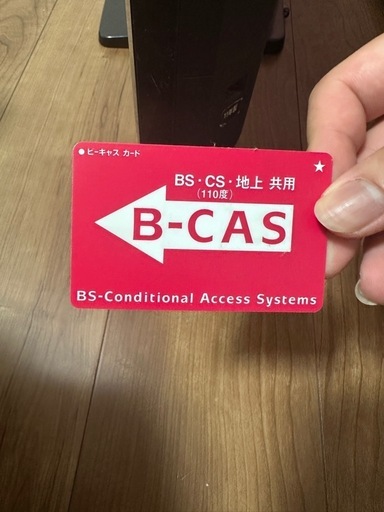 ビーキャス カード
BS・CS・地上 共用
(110度)
B-CAS
BS-Conditional Access Systems